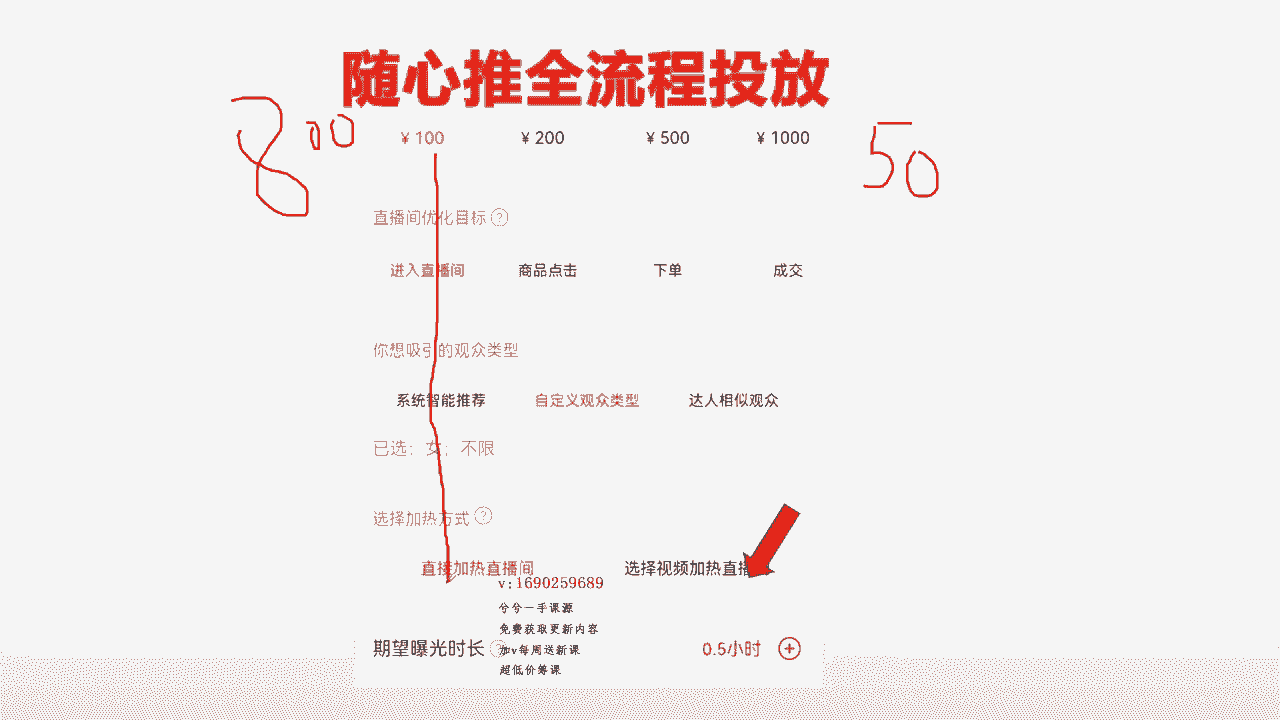 随心推全流程投放
800 ¥ 100 ¥ 200 ¥ 500 ¥ 1000 50
直播间优化目标 ?
进入直播间 商品点击 下单 成交
你想吸引的观众类型
系统智能推荐 自定义观众类型 达人相似观众
已选：女；不限
选择加热方式 ?
直接加热直播间 选择视频加热直播
v:1690259689
兮兮一手课源
免费获取更新内容
期望曝光时长 加v每周送新课 0.5小时 +
超低价筹课